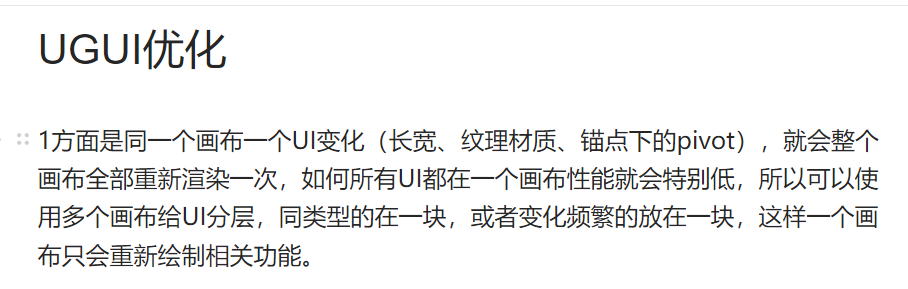 UGUI优化
1方面是同一个画布一个UI变化（长宽、纹理材质、锚点下的pivot），就会整个
画布全部重新渲染一次，如何所有UI都在一个画布性能就会特别低，所以可以使
用多个画布给UI分层，同类型的在一块，或者变化频繁的放在一块，这样一个画
布只会重新绘制相关功能。